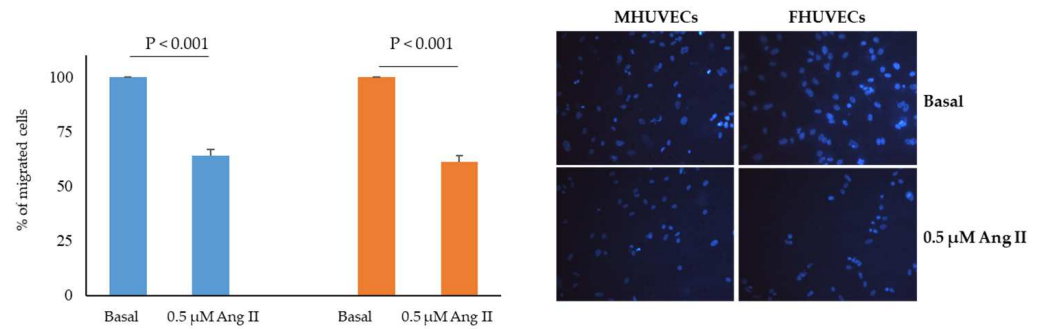 P < 0.001
P < 0.001
% of migrated cells
100
75
50
25
0
Basal
0.5 μM Ang II
Basal
0.5 μM Ang II
MHUVECs
FHUVECs
Basal
0.5 μM Ang II